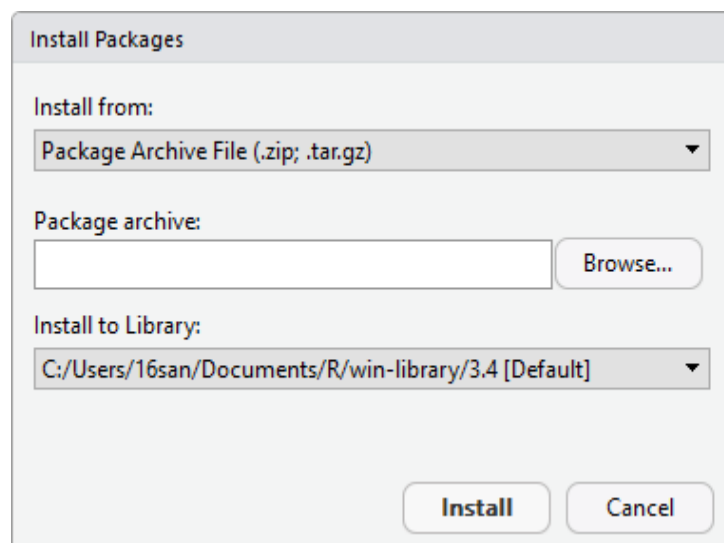 Install Packages
Install from:
Package Archive File (.zip; .tar.gz)
Package archive:
Browse...
Install to Library:
C:/Users/16san/Documents/R/win-library/3.4 [Default]
Install Cancel